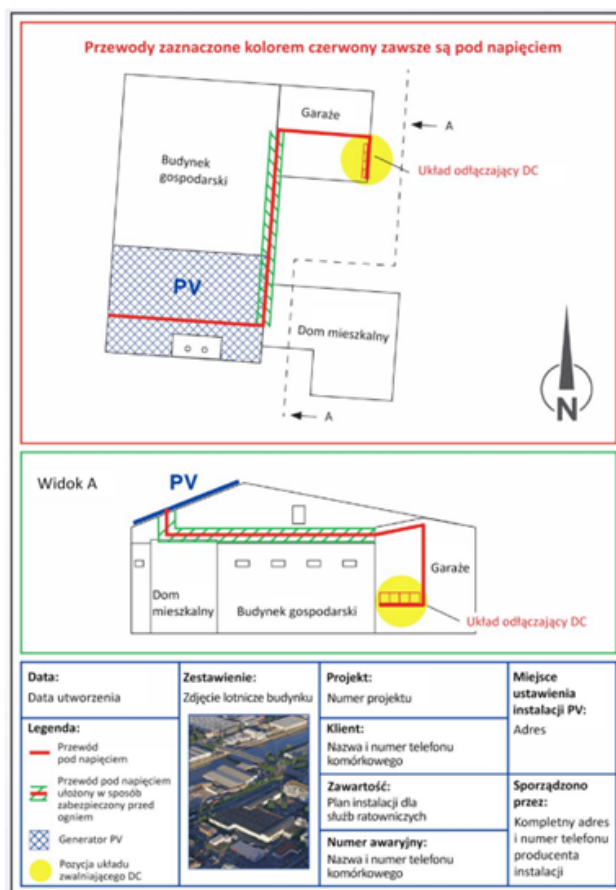 Przewody zaznaczone kolorem czerwony zawsze są pod napięciem
Garaże
A
Budynek
gospodarski
Układ odłączający DC
PV
Dom mieszkalny
A
N
Widok A
PV
Dom
mieszkalny
Budynek gospodarski
Garaże
Układ odłączający DC
Data:
Data utworzenia
Zestawienie:
Zdjęcie lotnicze budynku
Projekt:
Numer projektu
Miejsce
ustawienia
instalacji PV:
Adres
Legenda:
Przewód
pod napięciem
Przewód pod napięciem
ułożony w sposób
zabezpieczony przed
ogniem
Generator PV
Pozycja układu
zwalniającego DC
Klient:
Nazwa i numer telefonu
komórkowego
Zawartość:
Plan instalacji dla
służb ratowniczych
Numer awaryjny:
Nazwa i numer telefonu
komórkowego
Sporządzono
przez:
Kompletny adres
i numer telefonu
producenta
instalacji